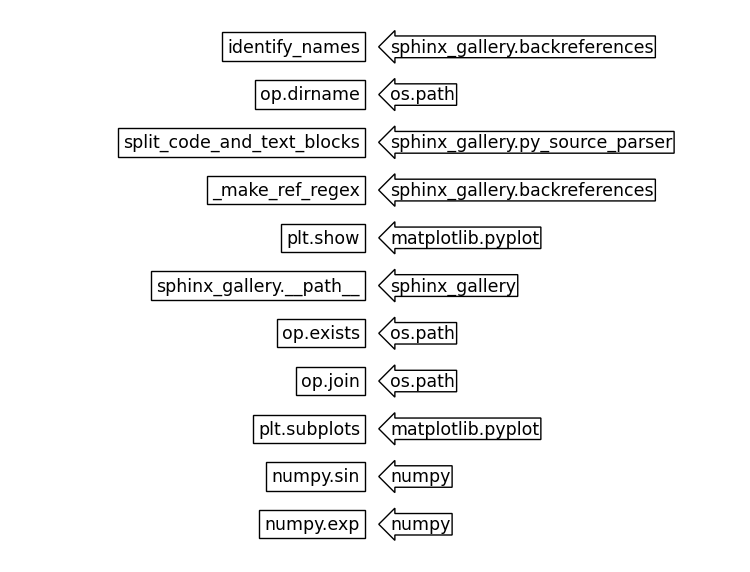 identify_names sphinx_gallery.backreferences
op.dirname os.path
split_code_and_text_blocks sphinx_gallery.py_source_parser
_make_ref_regex sphinx_gallery.backreferences
plt.show matplotlib.pyplot
sphinx_gallery.__path__ sphinx_gallery
op.exists os.path
op.join os.path
plt.subplots matplotlib.pyplot
numpy.sin numpy
numpy.exp numpy